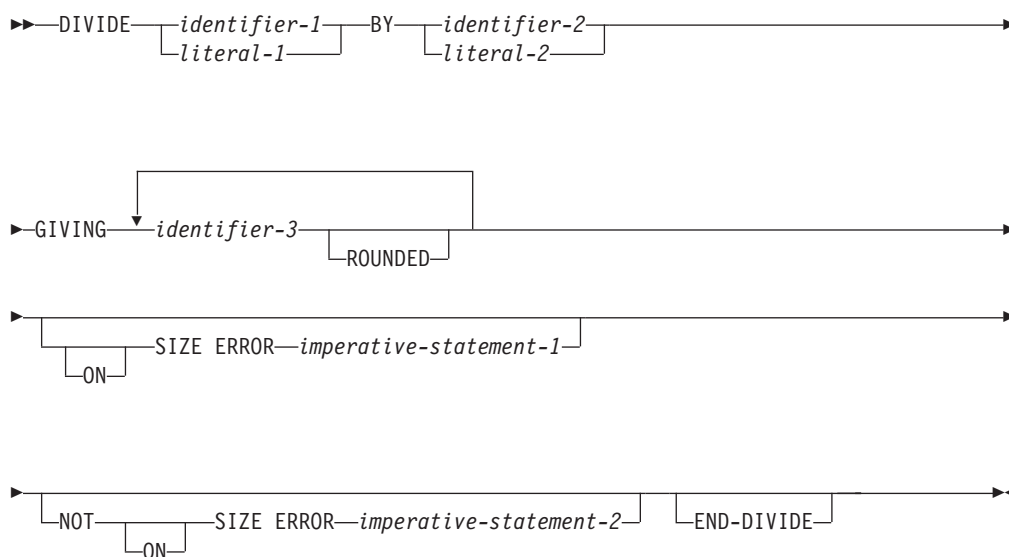 DIVIDE identifier-1 BY identifier-2
literal-1 literal-2
GIVING identifier-3
ROUNDED
SIZE ERROR imperative-statement-1
ON
NOT SIZE ERROR imperative-statement-2 END-DIVIDE
ON